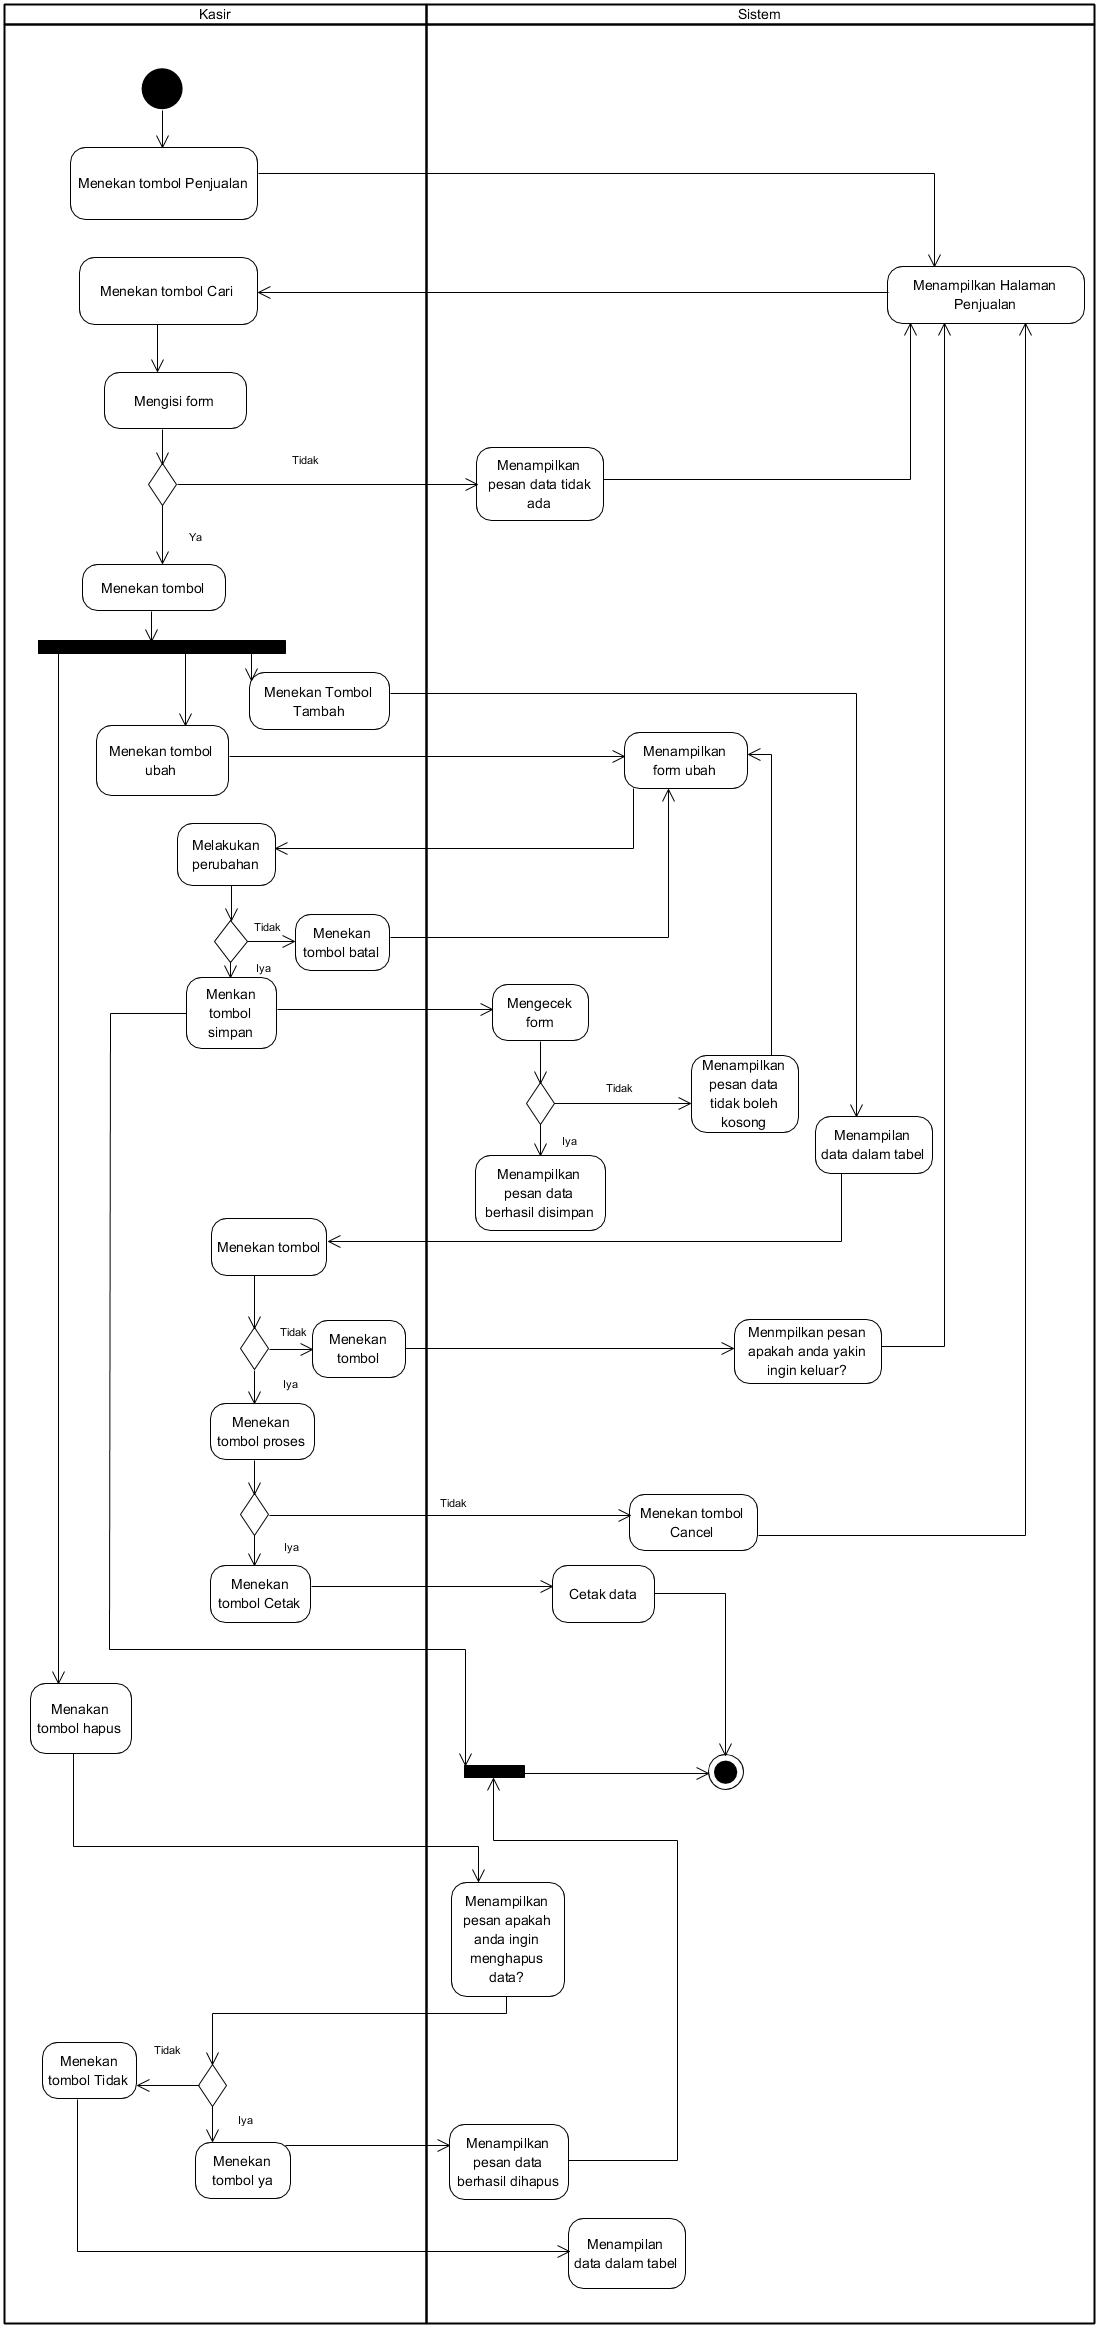 Kasir
Sistem
Menekan tombol Penjualan
Menampilkan Halaman
Penjualan
Menekan tombol Cari
Mengisi form
Tidak
Menampilkan
pesan data tidak
ada
Ya
Menekan tombol
Menekan Tombol
Tambah
Menekan tombol
ubah
Menampilkan
form ubah
Melakukan
perubahan
Tidak
Menekan
tombol batal
Iya
Menkan
tombol
simpan
Mengecek
form
Tidak
Menampilkan
pesan data
tidak boleh
kosong
Iya
Menampilan
data dalam tabel
Menampilkan
pesan data
berhasil disimpan
Menekan tombol
Tidak
Menekan
tombol
Menmpilkan pesan
apakah anda yakin
ingin keluar?
Iya
Menekan
tombol proses
Tidak
Menekan tombol
Cancel
Iya
Menekan
tombol Cetak
Cetak data
Menakan
tombol hapus
Menampilkan
pesan apakah
anda ingin
menghapus
data?
Tidak
Menekan
tombol Tidak
Iya
Menekan
tombol ya
Menampilkan
pesan data
berhasil dihapus
Menampilan
data dalam tabel